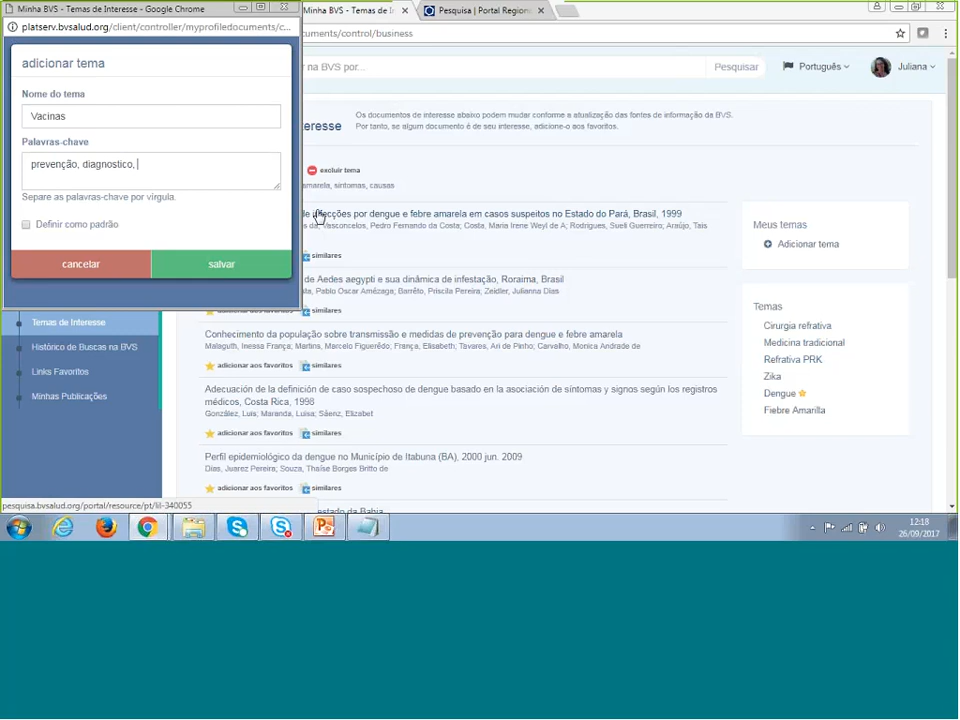 Minha BVS - Temas de Interesse - Google Chrome
platserv.bvsalud.org/client/controller/myprofiledocuments/c...
adicionar tema
Nome do tema
Vacinas
Palavras-chave
prevenção, diagnostico,
Separe as palavras-chave por vírgula.
Definir como padrão
cancelar
salvar
Minha BVS - Temas de I
Pesquisa | Portal Region
cuments/control/business
na BVS por...
Pesquisar
Português
Juliana
teresse
Os documentos de interesse abaixo podem mudar conforme a atualização das fontes de informação da BVS.
Por tanto, se algum documento é de seu interesse, adicione-o aos favoritos.
excluir tema
amarela, sintomas, causas
de infecções por dengue e febre amarela em casos suspeitos no Estado do Pará, Brasil, 1999
Vasconcelos, Pedro Fernando da Costa; Costa, Maria Irene Weyl de A; Rodrigues, Sueli Guerreiro; Araújo, Tais
similares
de Aedes aegypti e sua dinâmica de infestação, Roraima, Brasil
Pablo Oscar Amézaga; Barrêto, Priscila Pereira; Zeidler, Julianna Dias
similares
Conhecimento da população sobre transmissão e medidas de prevenção para dengue e febre amarela
Malaguth, Inessa França; Martins, Marcelo Figuerêdo; França, Elisabeth; Tavares, Ari de Pinho; Carvalho, Monica Andrade de
adicionar aos favoritos similares
Adecuación de la definición de caso sospechoso de dengue basado en la asociación de síntomas y signos según los registros
médicos, Costa Rica, 1998
González, Luis; Maranda, Luisa; Sáenz, Elizabet
adicionar aos favoritos similares
Perfil epidemiológico da dengue no Município de Itabuna (BA), 2000 jun. 2009
Dias, Juarez Pereira; Souza, Thaíse Borges Britto de
adicionar aos favoritos similares
estado da Bahia
Meus temas
Adicionar tema
Temas
Cirurgia refrativa
Medicina tradicional
Refrativa PRK
Zika
Dengue
Fiebre Amarilla
Temas de Interesse
Histórico de Buscas na BVS
Links Favoritos
Minhas Publicações
pesquisa.bvsalud.org/portal/resource/pt/lil-340055
12:18
26/09/2017